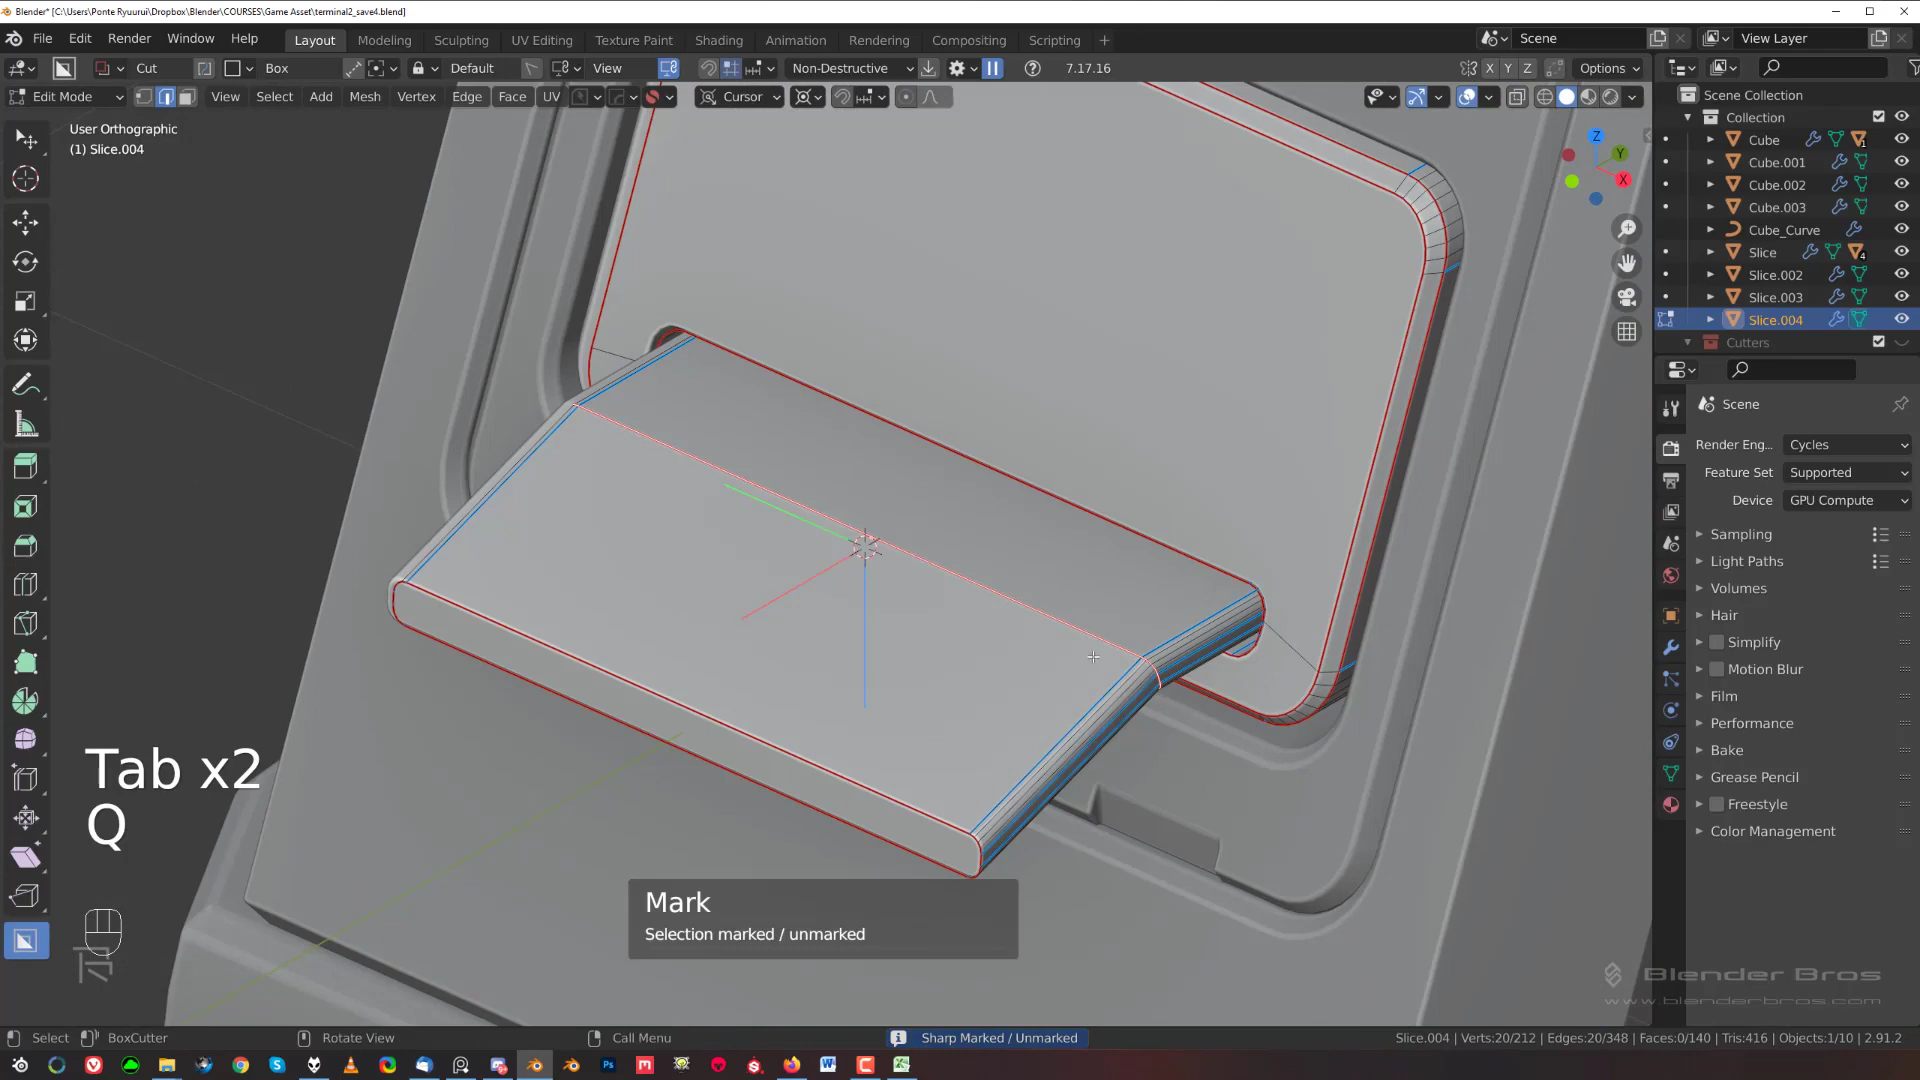 Blender* [C:\Users\Ponte Ryuurui\Dropbox\Blender\COURSES\Game Asset\terminal2_save4.blend]
File Edit Render Window Help Layout Modeling Sculpting UV Editing Texture Paint Shading Animation Rendering Compositing Scripting + Scene View Layer
Cut Box Default View Non-Destructive 7.17.16 X Y Z Options
Edit Mode View Select Add Mesh Vertex Edge Face UV Cursor
Scene Collection
User Orthographic
(1) Slice.004
Z
Y
X
Collection
Cube 1
Cube.001
Cube.002
Cube.003
Cube_Curve
Slice 4
Slice.002
Slice.003
Slice.004
Cutters
Scene
Render Eng... Cycles
Feature Set Supported
Device GPU Compute
Sampling
Light Paths
Volumes
Hair
Simplify
Motion Blur
Film
Performance
Bake
Grease Pencil
Freestyle
Color Management
Tab x2
Q
Mark
Selection marked / unmarked
Blender Bros
www.blenderbros.com
Select BoxCutter Rotate View Call Menu Sharp Marked / Unmarked Slice.004 | Verts:20/212 | Edges:20/348 | Faces:0/140 | Tris:416 | Objects:1/10 | 2.91.2